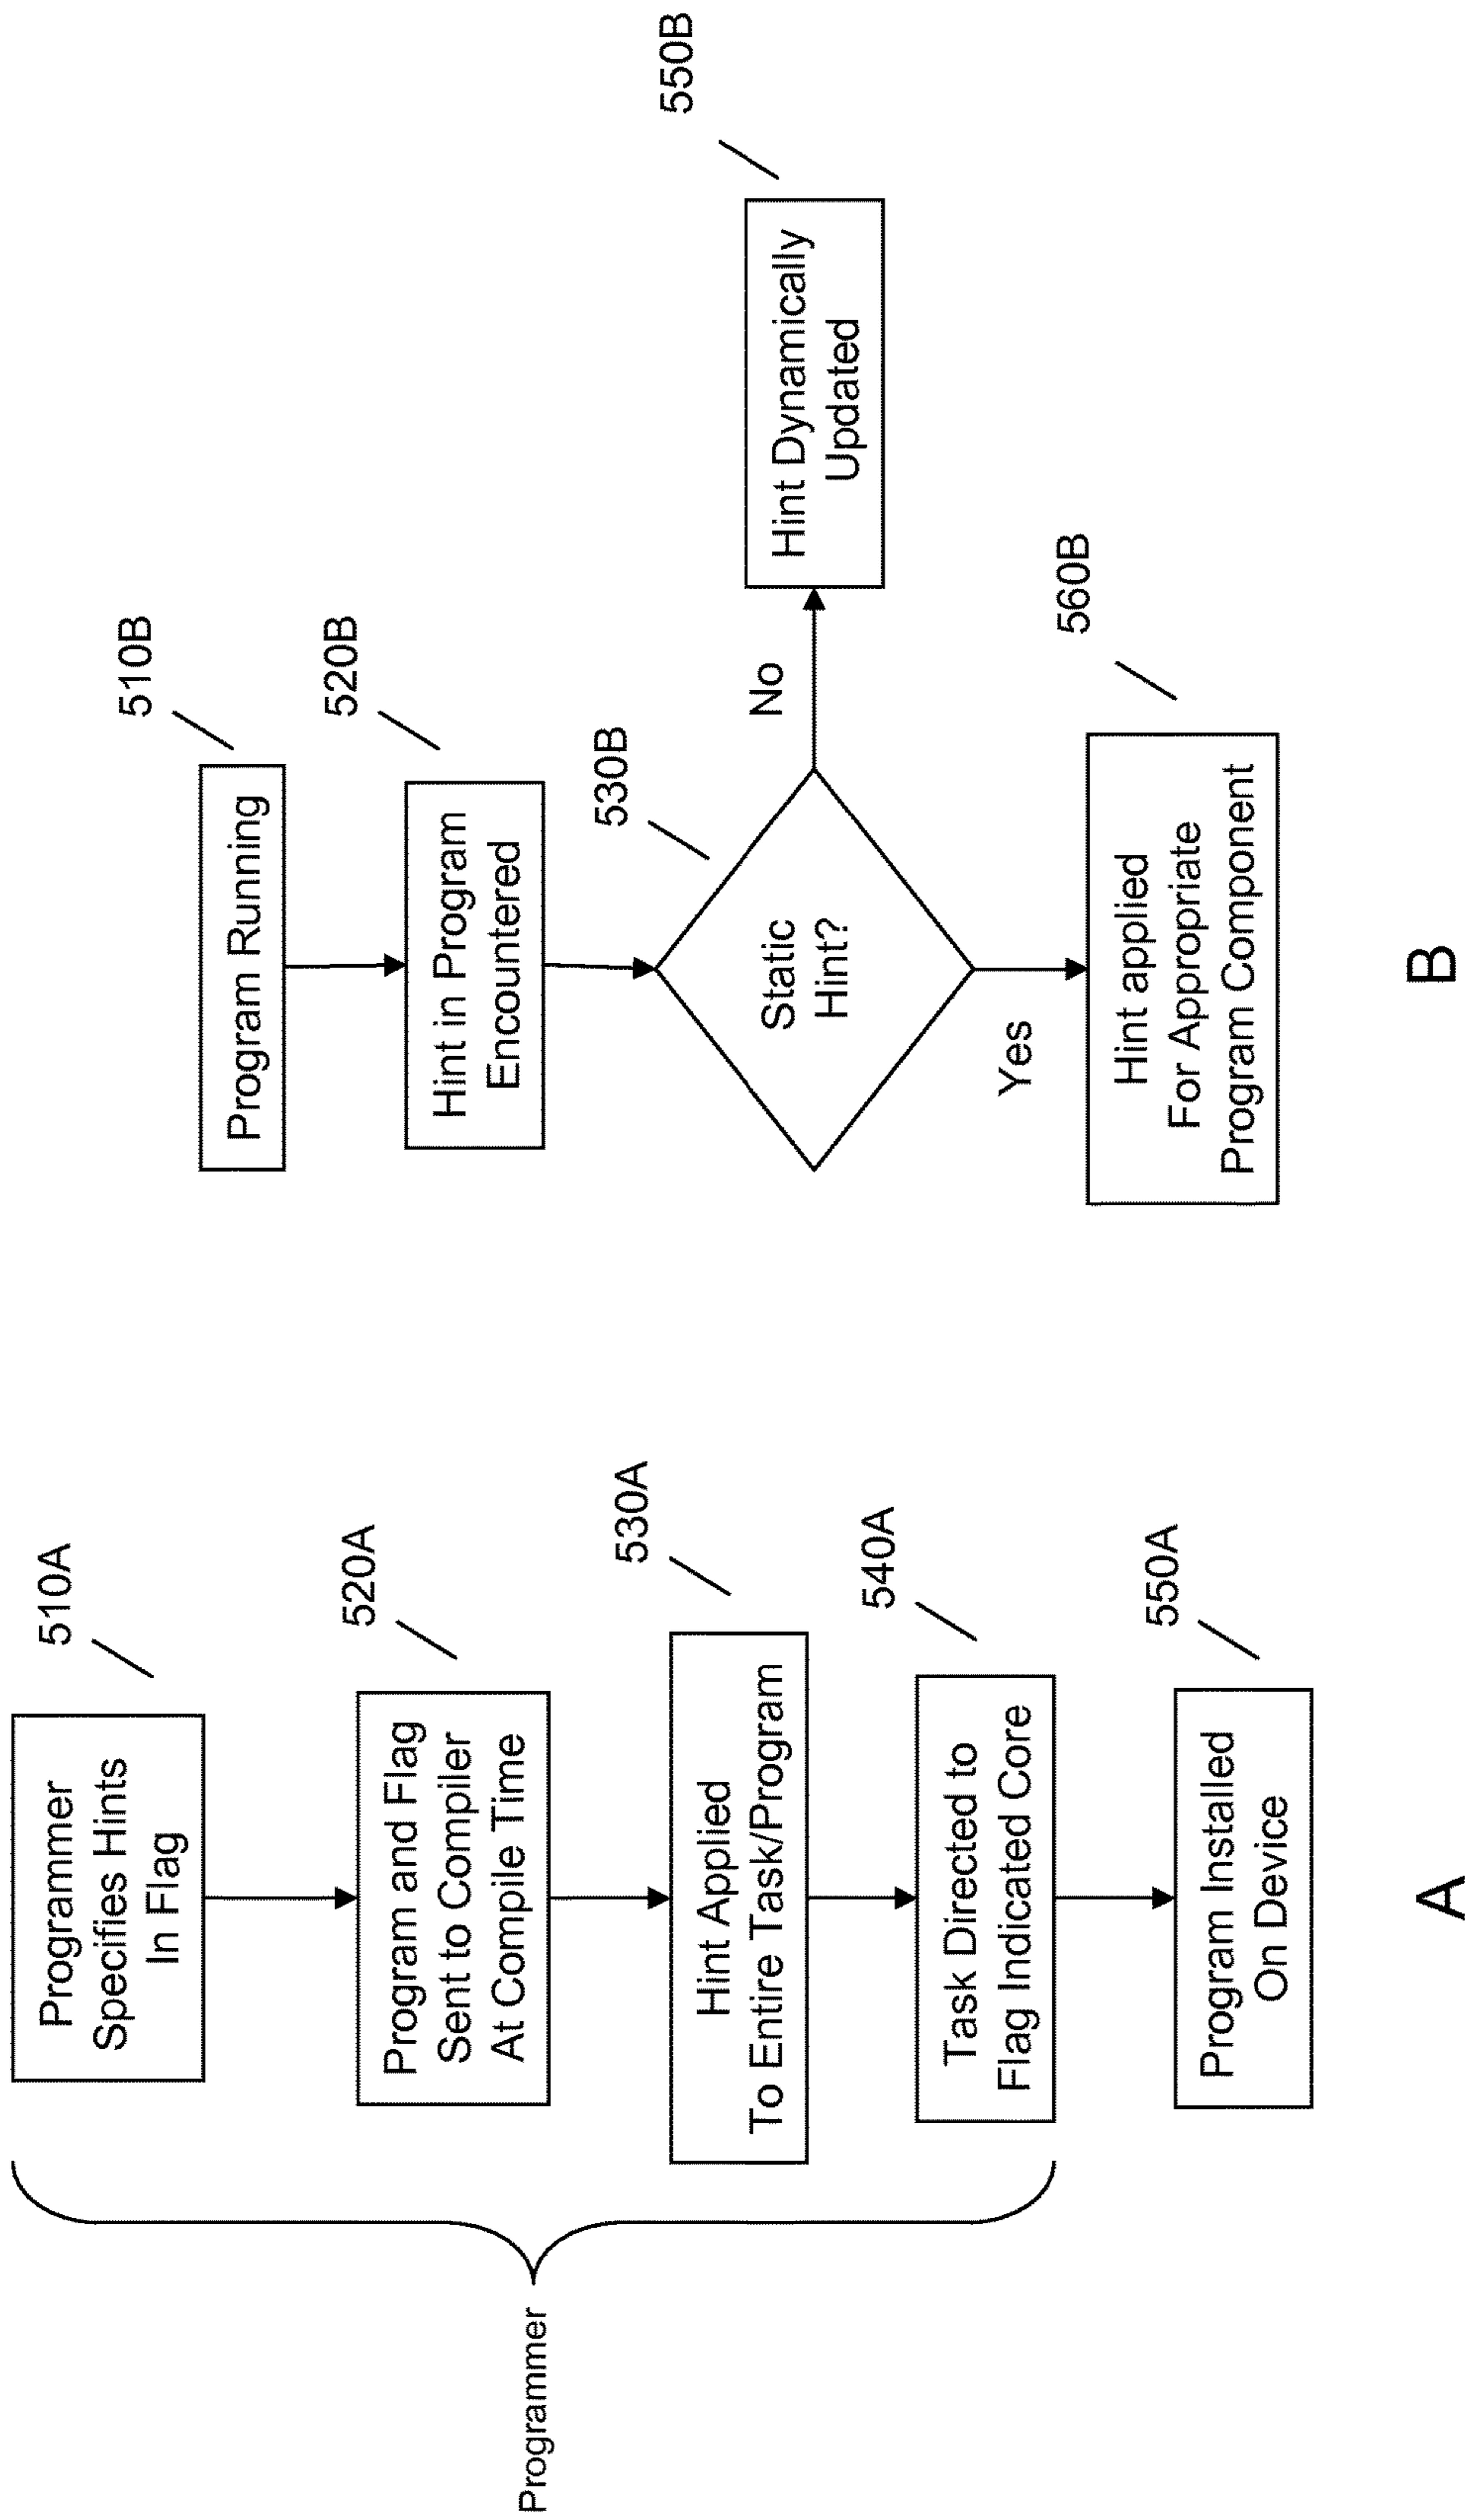 510A
Programmer
Specifies Hints
In Flag
520A
Program and Flag
Sent to Compiler
At Compile Time
530A
Hint Applied
To Entire Task/Program
540A
Task Directed to
Flag Indicated Core
550A
Program Installed
On Device
Programmer
A
510B
Program Running
520B
Hint in Program
Encountered
530B
Static
Hint?
No
550B
Hint Dynamically
Updated
Yes
560B
Hint applied
For Appropriate
Program Component
B